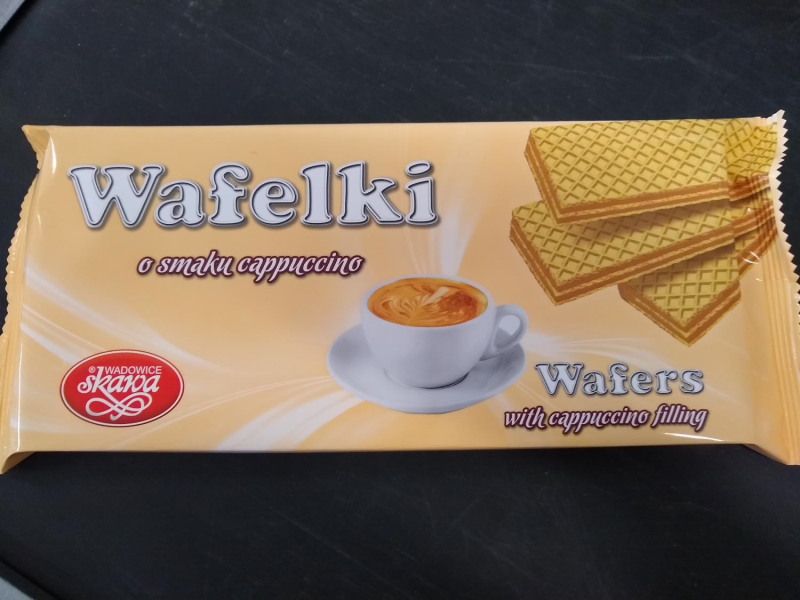 Wafelki
o smaku cappuccino
® WADOWICE
skawa
Wafers
with cappuccino filling